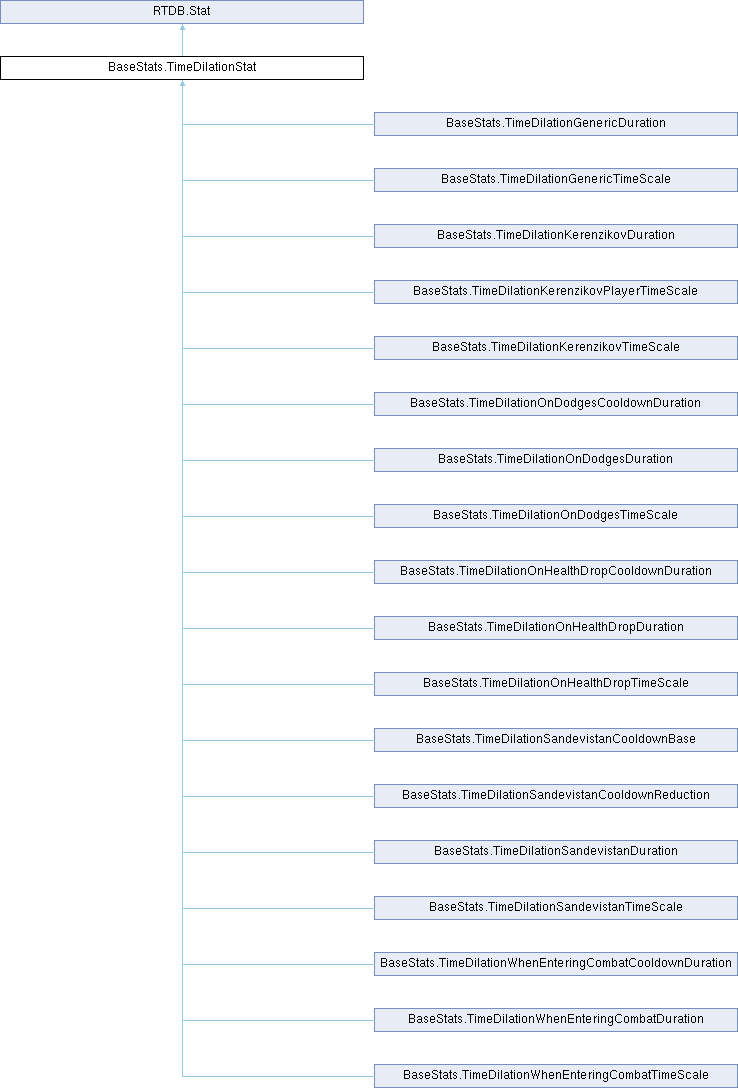 RTDB.Stat
BaseStats.TimeDilationStat
BaseStats.TimeDilationGenericDuration
BaseStats.TimeDilationGenericTimeScale
BaseStats.TimeDilationKerenzikovDuration
BaseStats.TimeDilationKerenzikovPlayerTimeScale
BaseStats.TimeDilationKerenzikovTimeScale
BaseStats.TimeDilationOnDodgesCooldownDuration
BaseStats.TimeDilationOnDodgesDuration
BaseStats.TimeDilationOnDodgesTimeScale
BaseStats.TimeDilationOnHealthDropCooldownDuration
BaseStats.TimeDilationOnHealthDropDuration
BaseStats.TimeDilationOnHealthDropTimeScale
BaseStats.TimeDilationSandevistanCooldownBase
BaseStats.TimeDilationSandevistanCooldownReduction
BaseStats.TimeDilationSandevistanDuration
BaseStats.TimeDilationSandevistanTimeScale
BaseStats.TimeDilationWhenEnteringCombatCooldownDuration
BaseStats.TimeDilationWhenEnteringCombatDuration
BaseStats.TimeDilationWhenEnteringCombatTimeScale